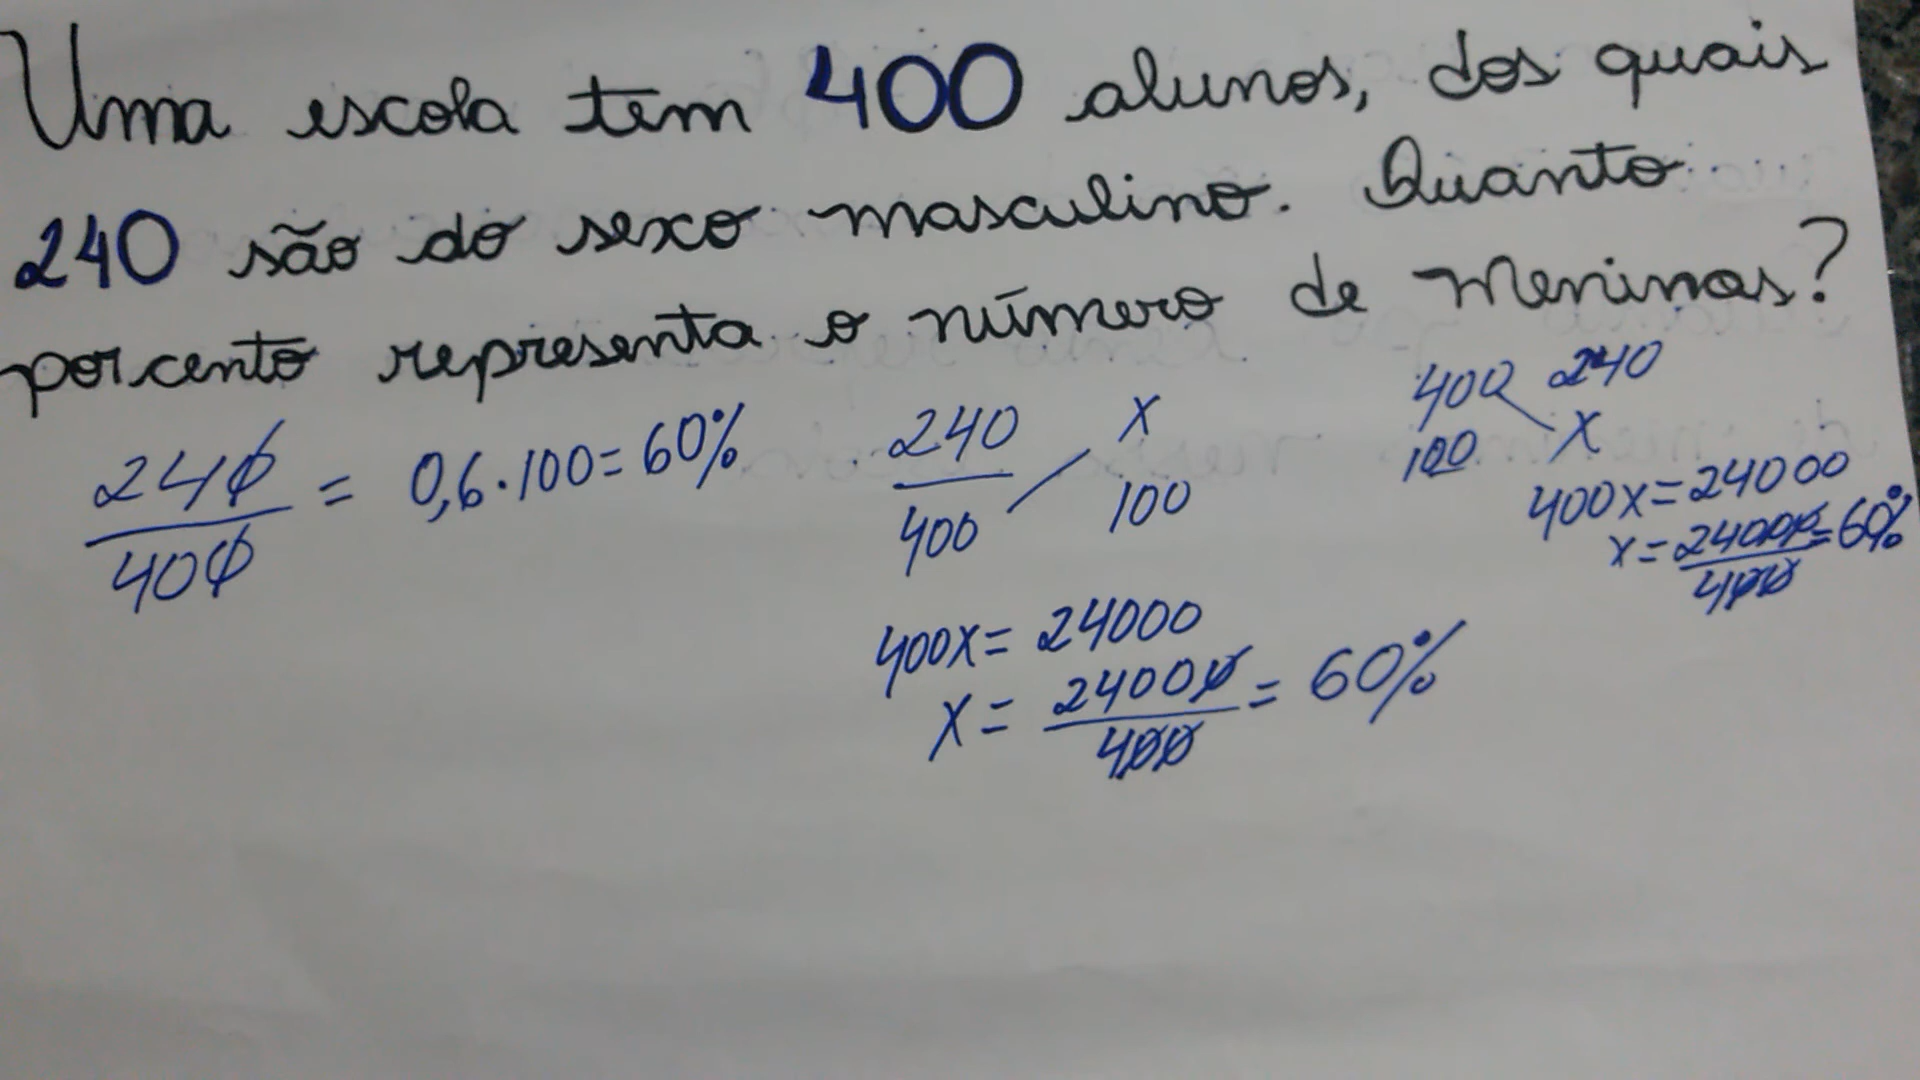 Uma escola tem 400 alunos, dos quais
240 são do sexo masculino. Quanto
porcento representa o número de meninas?
240/400 = 0,6 . 100 = 60%
240 x
400 100
400x = 24000
x = 24000/400 = 60%
400 240
100 x
400x = 24000
x = 24000/400 = 60%